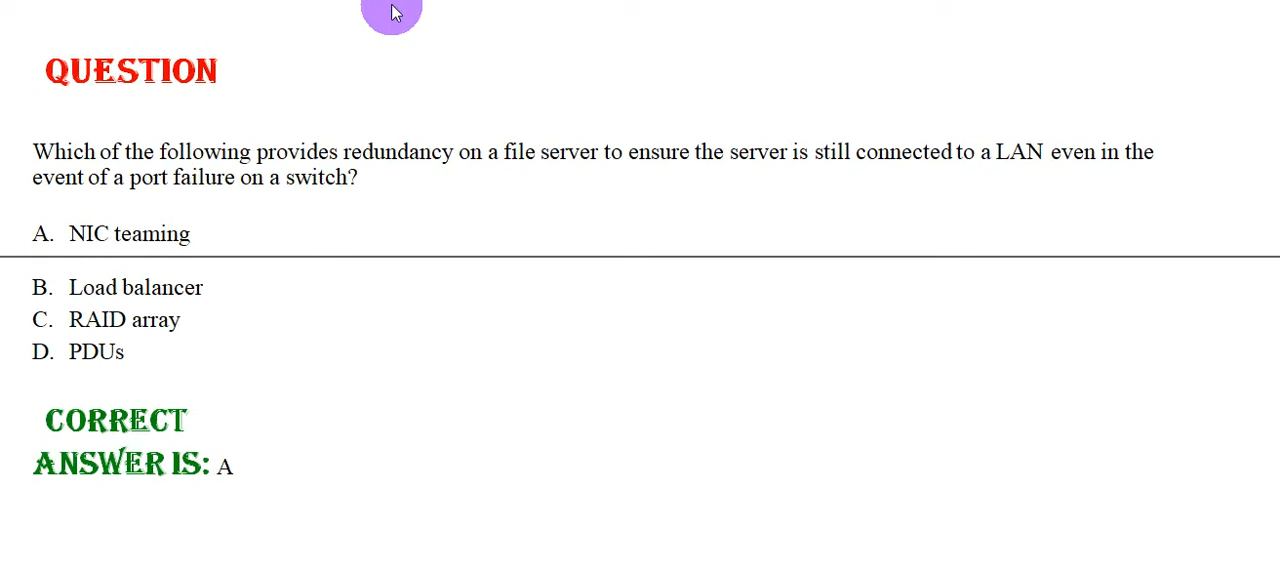 QUESTION
Which of the following provides redundancy on a file server to ensure the server is still connected to a LAN even in the
event of a port failure on a switch?
A. NIC teaming
B. Load balancer
C. RAID array
D. PDUs
CORRECT
ANSWER IS: A